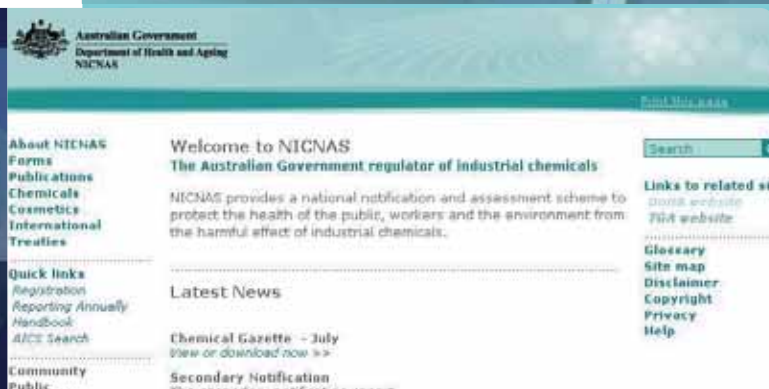 Australian Government
Department of Health and Ageing
NICNAS
Print this page
About NICNAS
Forms
Publications
Chemicals
Cosmetics
International
Treaties
Quick links
Registration
Reporting Annually
Handbook
AICS Search
Community
Public
Welcome to NICNAS
The Australian Government regulator of industrial chemicals
NICNAS provides a national notification and assessment scheme to
protect the health of the public, workers and the environment from
the harmful effect of industrial chemicals.
Latest News
Chemical Gazette - July
View or download now >>
Secondary Notification
Search
Links to related
website
TGA website
Glossary
Site map
Disclaimer
Copyright
Privacy
Help